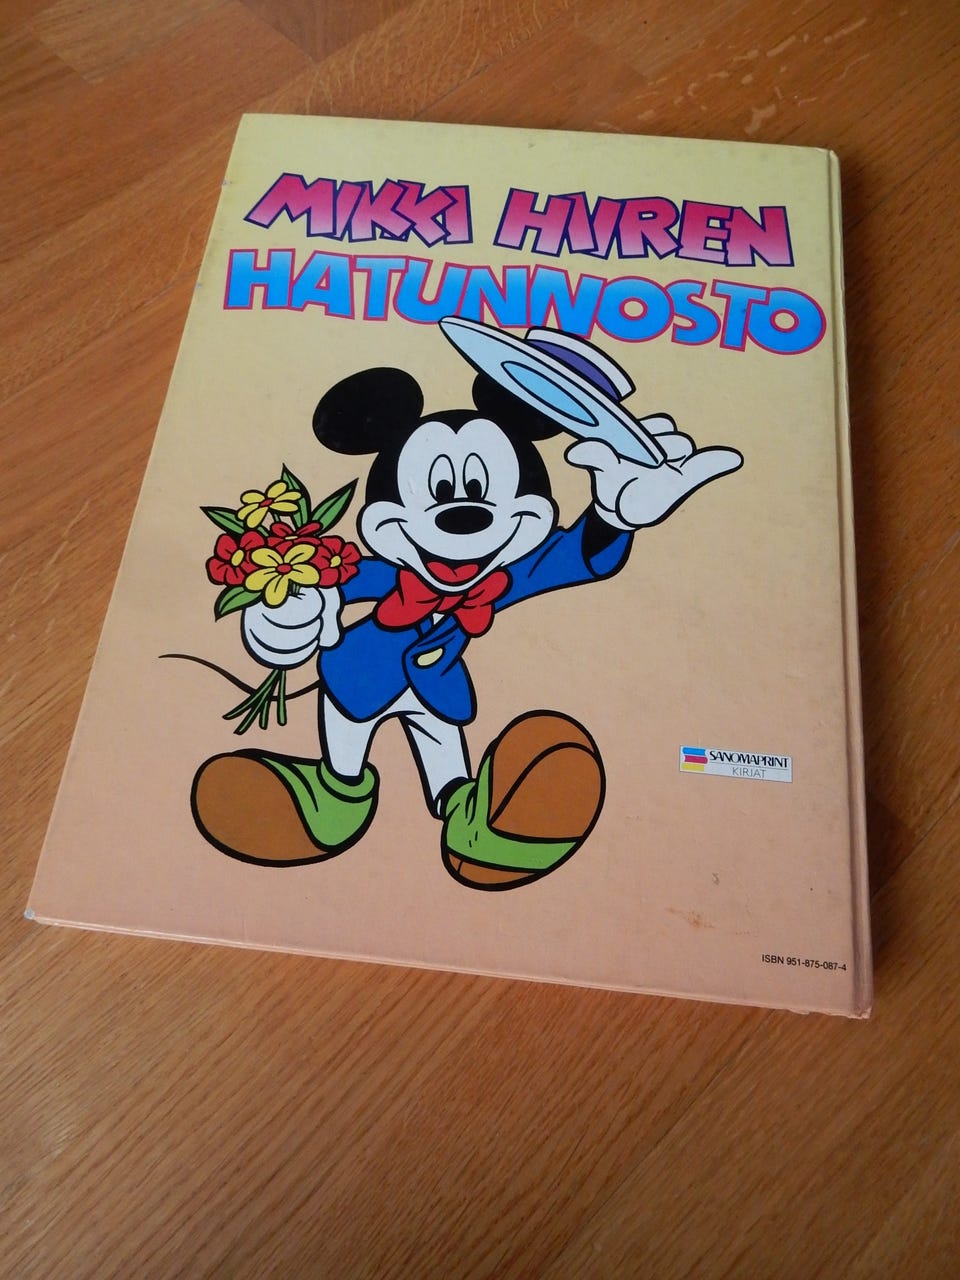 MIKKI HIIREN
HATUNNOSTO
SANOMAPRINT
KIRJAT
ISBN 951-875-087-4